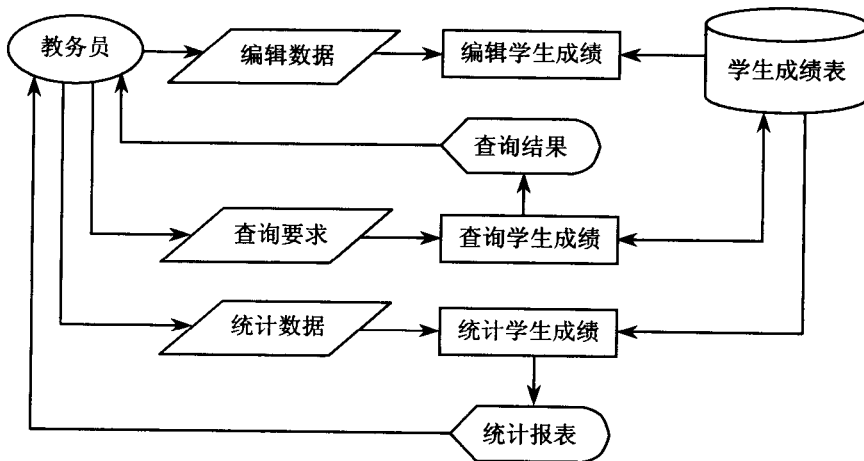 教务员
编辑数据
编辑学生成绩
学生成绩表
查询结果
查询要求
查询学生成绩
统计数据
统计学生成绩
统计报表